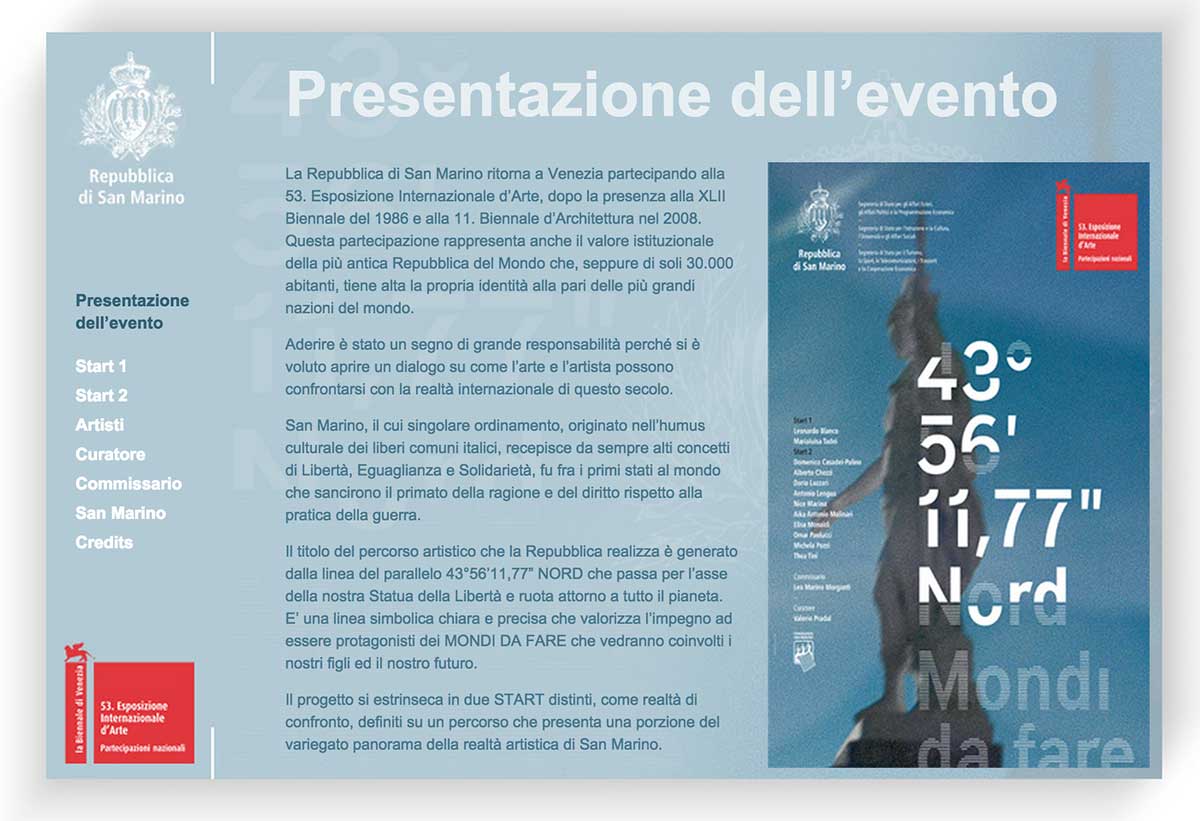 Presentazione dell’evento
Repubblica
di San Marino
Presentazione
dell’evento
Start 1
Start 2
Artisti
Curatore
Commissario
San Marino
Credits
la Biennale di Venezia
53. Esposizione
Internazionale
d’Arte
Partecipazioni nazionali
La Repubblica di San Marino ritorna a Venezia partecipando alla
53. Esposizione Internazionale d’Arte, dopo la presenza alla XLII
Biennale del 1986 e alla 11. Biennale d’Architettura nel 2008.
Questa partecipazione rappresenta anche il valore istituzionale
della più antica Repubblica del Mondo che, seppure di soli 30.000
abitanti, tiene alta la propria identità alla pari delle più grandi
nazioni del mondo.
Aderire è stato un segno di grande responsabilità perché si è
voluto aprire un dialogo su come l’arte e l’artista possono
confrontarsi con la realtà internazionale di questo secolo.
San Marino, il cui singolare ordinamento, originato nell’humus
culturale dei liberi comuni italici, recepisce da sempre alti concetti
di Libertà, Eguaglianza e Solidarietà, fu fra i primi stati al mondo
che sancirono il primato della ragione e del diritto rispetto alla
pratica della guerra.
Il titolo del percorso artistico che la Repubblica realizza è generato
dalla linea del parallelo 43°56’11,77” NORD che passa per l’asse
della nostra Statua della Libertà e ruota attorno a tutto il pianeta.
E’ una linea simbolica chiara e precisa che valorizza l’impegno ad
essere protagonisti dei MONDI DA FARE che vedranno coinvolti i
nostri figli ed il nostro futuro.
Il progetto si estrinseca in due START distinti, come realtà di
confronto, definiti su un percorso che presenta una porzione del
variegato panorama della realtà artistica di San Marino.
Repubblica
di San Marino
Segreteria di Stato per gli Affari Esteri,
gli Affari Politici e la Programmazione Economica
Segreteria di Stato per l’Istruzione e la Cultura,
l’Università e gli Affari Sociali
Segreteria di Stato per il Turismo,
lo Sport, le Telecomunicazioni, i Trasporti
e la Cooperazione Economica
la Biennale di Venezia
53. Esposizione
Internazionale
d’Arte
Partecipazioni nazionali
43°
56'
11,77"
Nord
Mondi
da fare
Start 1
Leonardo Blanco
Marialuisa Tadei
Start 2
Domenico Casadei-Palino
Alberto Chezzi
Dorio Lazzari
Antonio Lengua
Nico Marino
Aika Antonio Molinari
Elisa Monaldi
Omar Paolucci
Michela Pozzi
Thea Tini
Commissario
Leo Marino Morganti
Curatore
Valerio Pradal